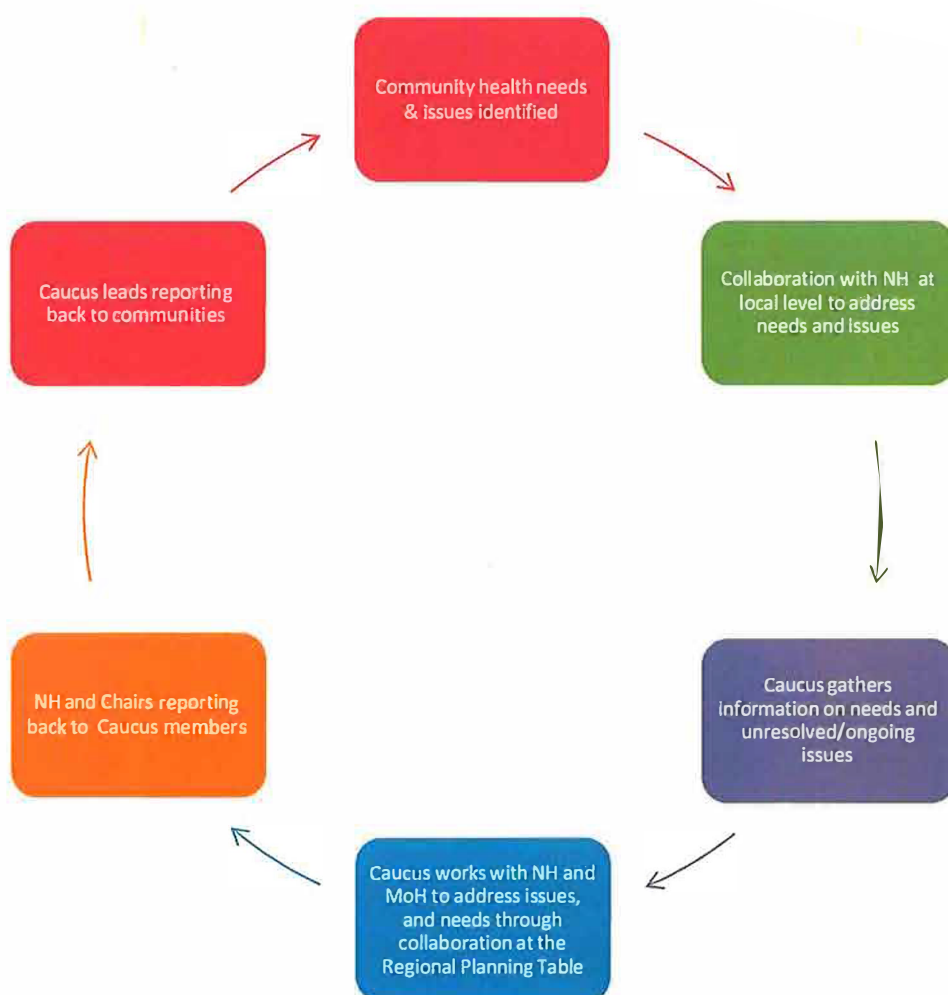 Community health needs
& issues identified
Collaboration with NH at
local level to address
needs and issues
Caucus gathers
information on needs and
unresolved/ongoing
issues
Caucus works with NH and
MoH to address issues,
and needs through
collaboration at the
Regional Planning Table
NH and Chairs reporting
back to Caucus members
Caucus leads reporting
back to communities